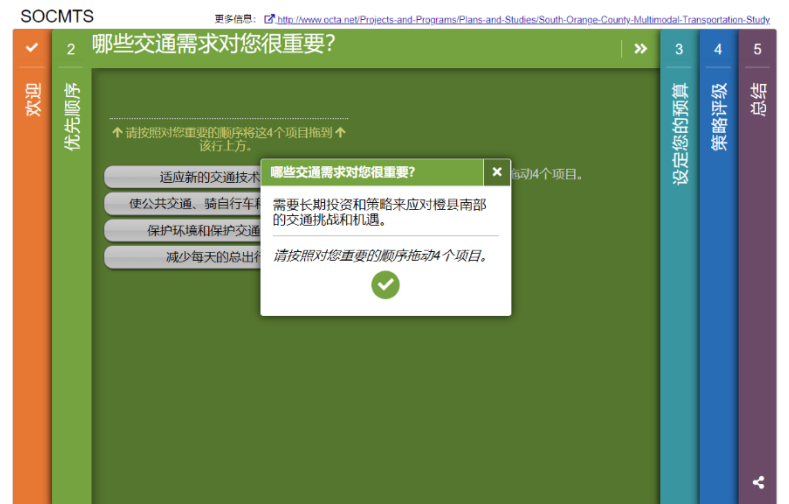 SOCMTS
更多信息: http://www.octa.net/Projects-and-Programs/Plans-and-Studies/South-Orange-County-Multimodal-Transportation-Study
欢迎
2
优先顺序
哪些交通需求对您很重要?
请按照对您重要的顺序将这4个项目拖到
该行上方。
适应新的交通技术
使公共交通、骑自行车
保护环境和保护交通
减少每天的总出行
拖动4个项目。
哪些交通需求对您很重要?
需要长期投资和策略来应对橙县南部
的交通挑战和机遇。
请按照对您重要的顺序拖动4个项目。
3
设定您的预算
4
策略评级
5
总结